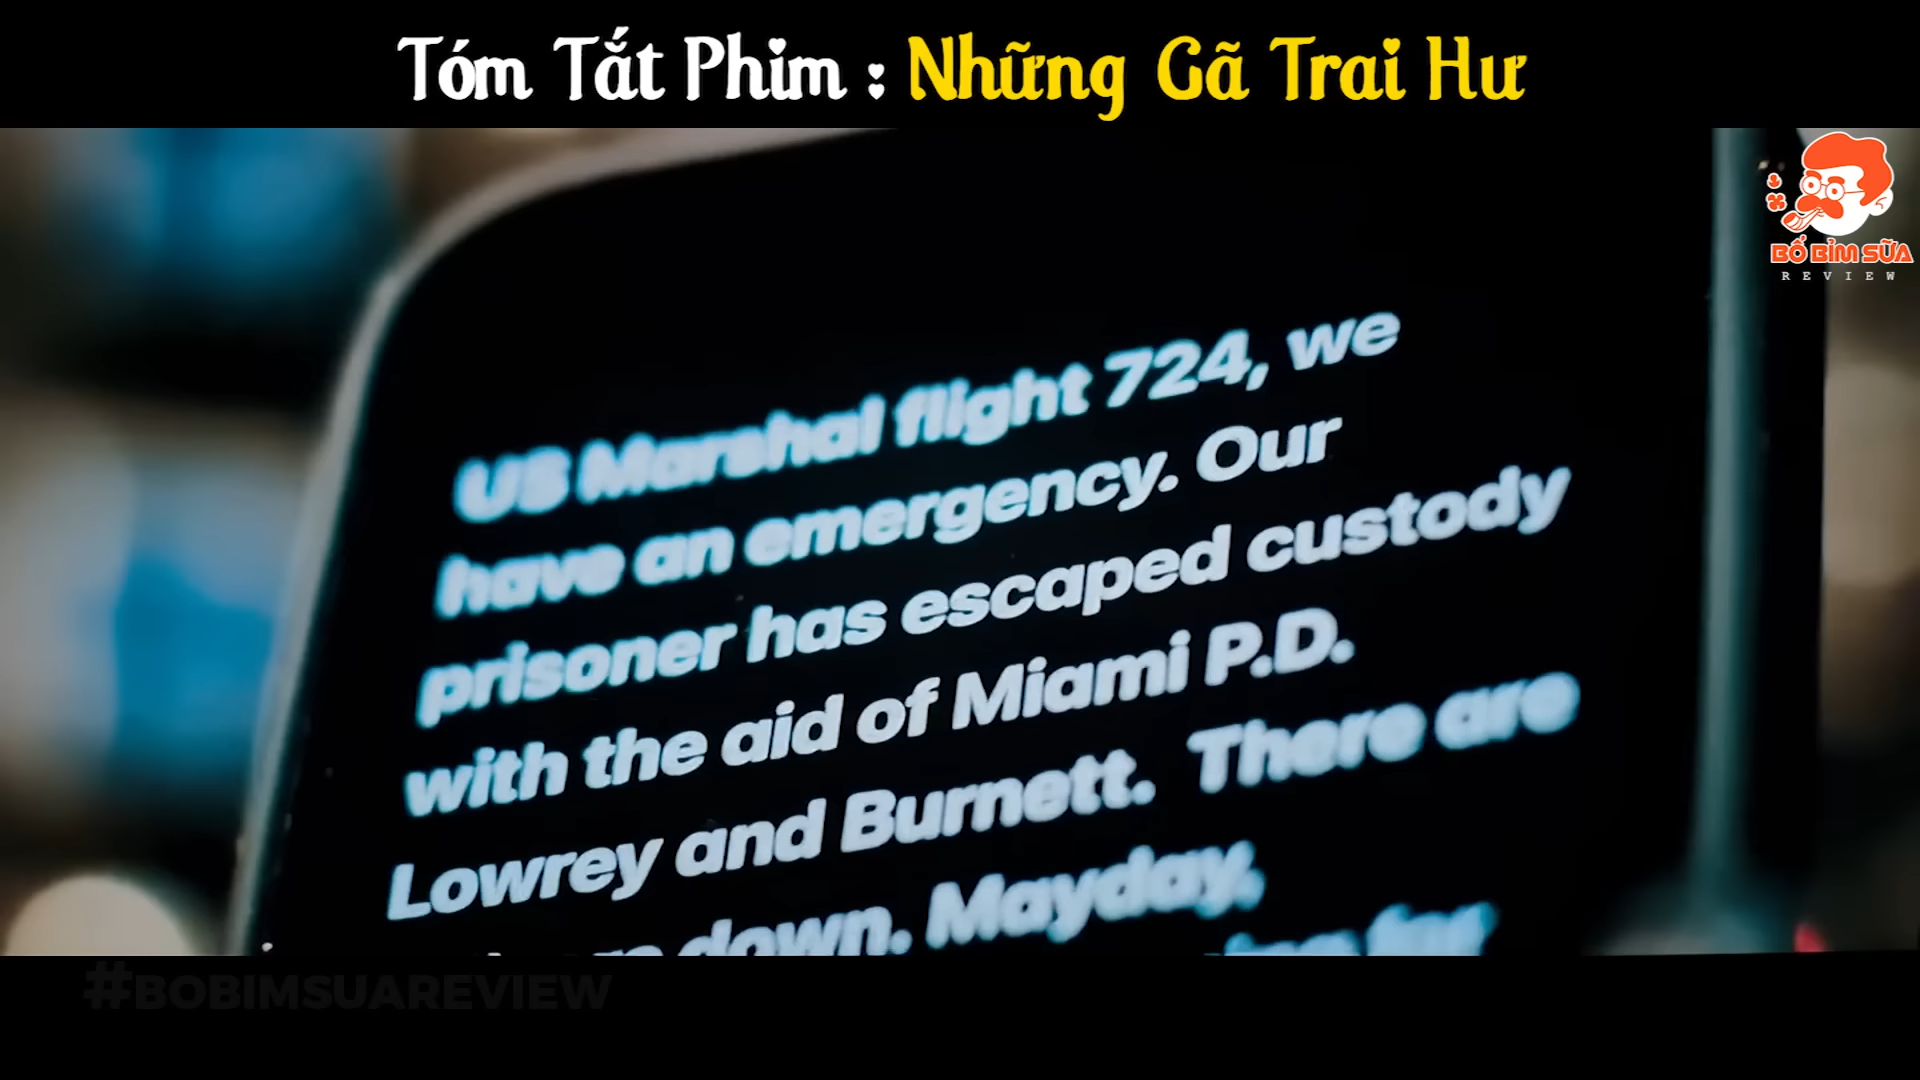 Tóm Tắt Phim : Những Gã Trai Hư
BỐ BỈM SỮA
REVIEW
US Marshal flight 724, we
have an emergency. Our
prisoner has escaped custody
with the aid of Miami P.D.
Lowrey and Burnett. There are
down. Mayday,
for
#BOBIMSUAREVIEW